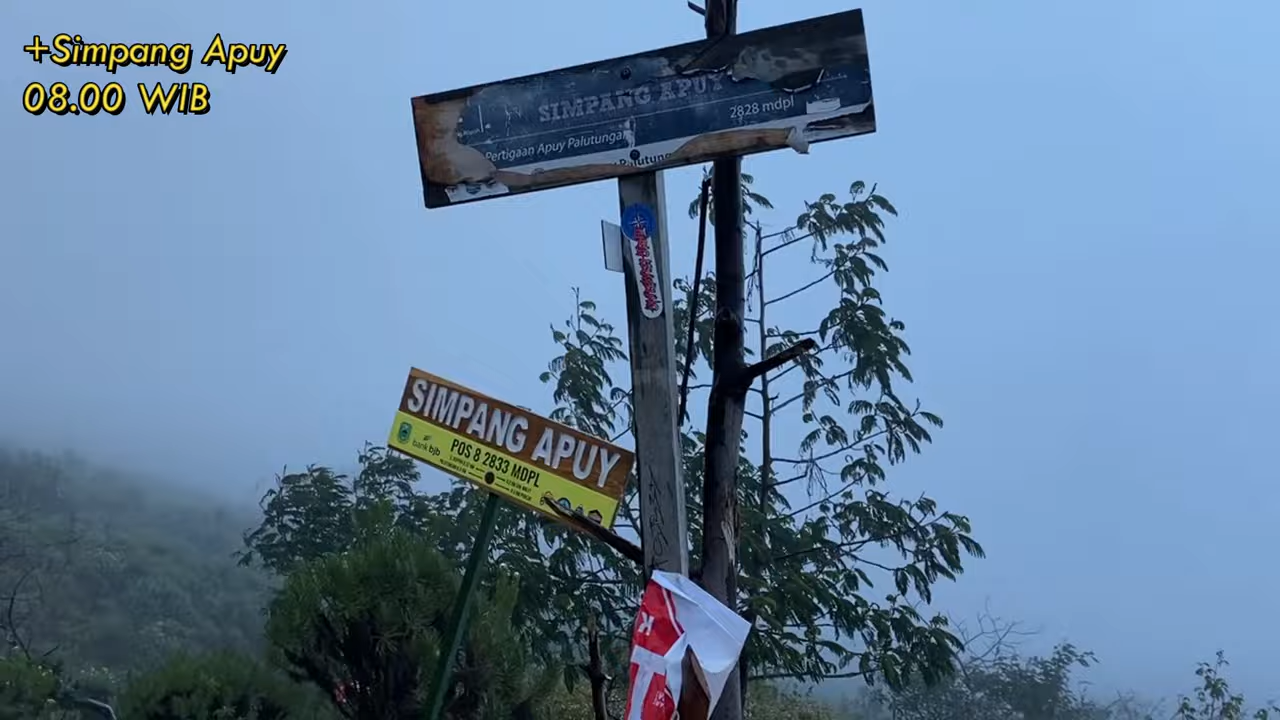 +Simpang Apuy
08.00 WIB
SIMPANG APUY
2828 mdpl
Pertigaan Apuy Palutungan
Palutung
SIMPANG APUY
bank bjb
POS 8 2833 MDPL
K